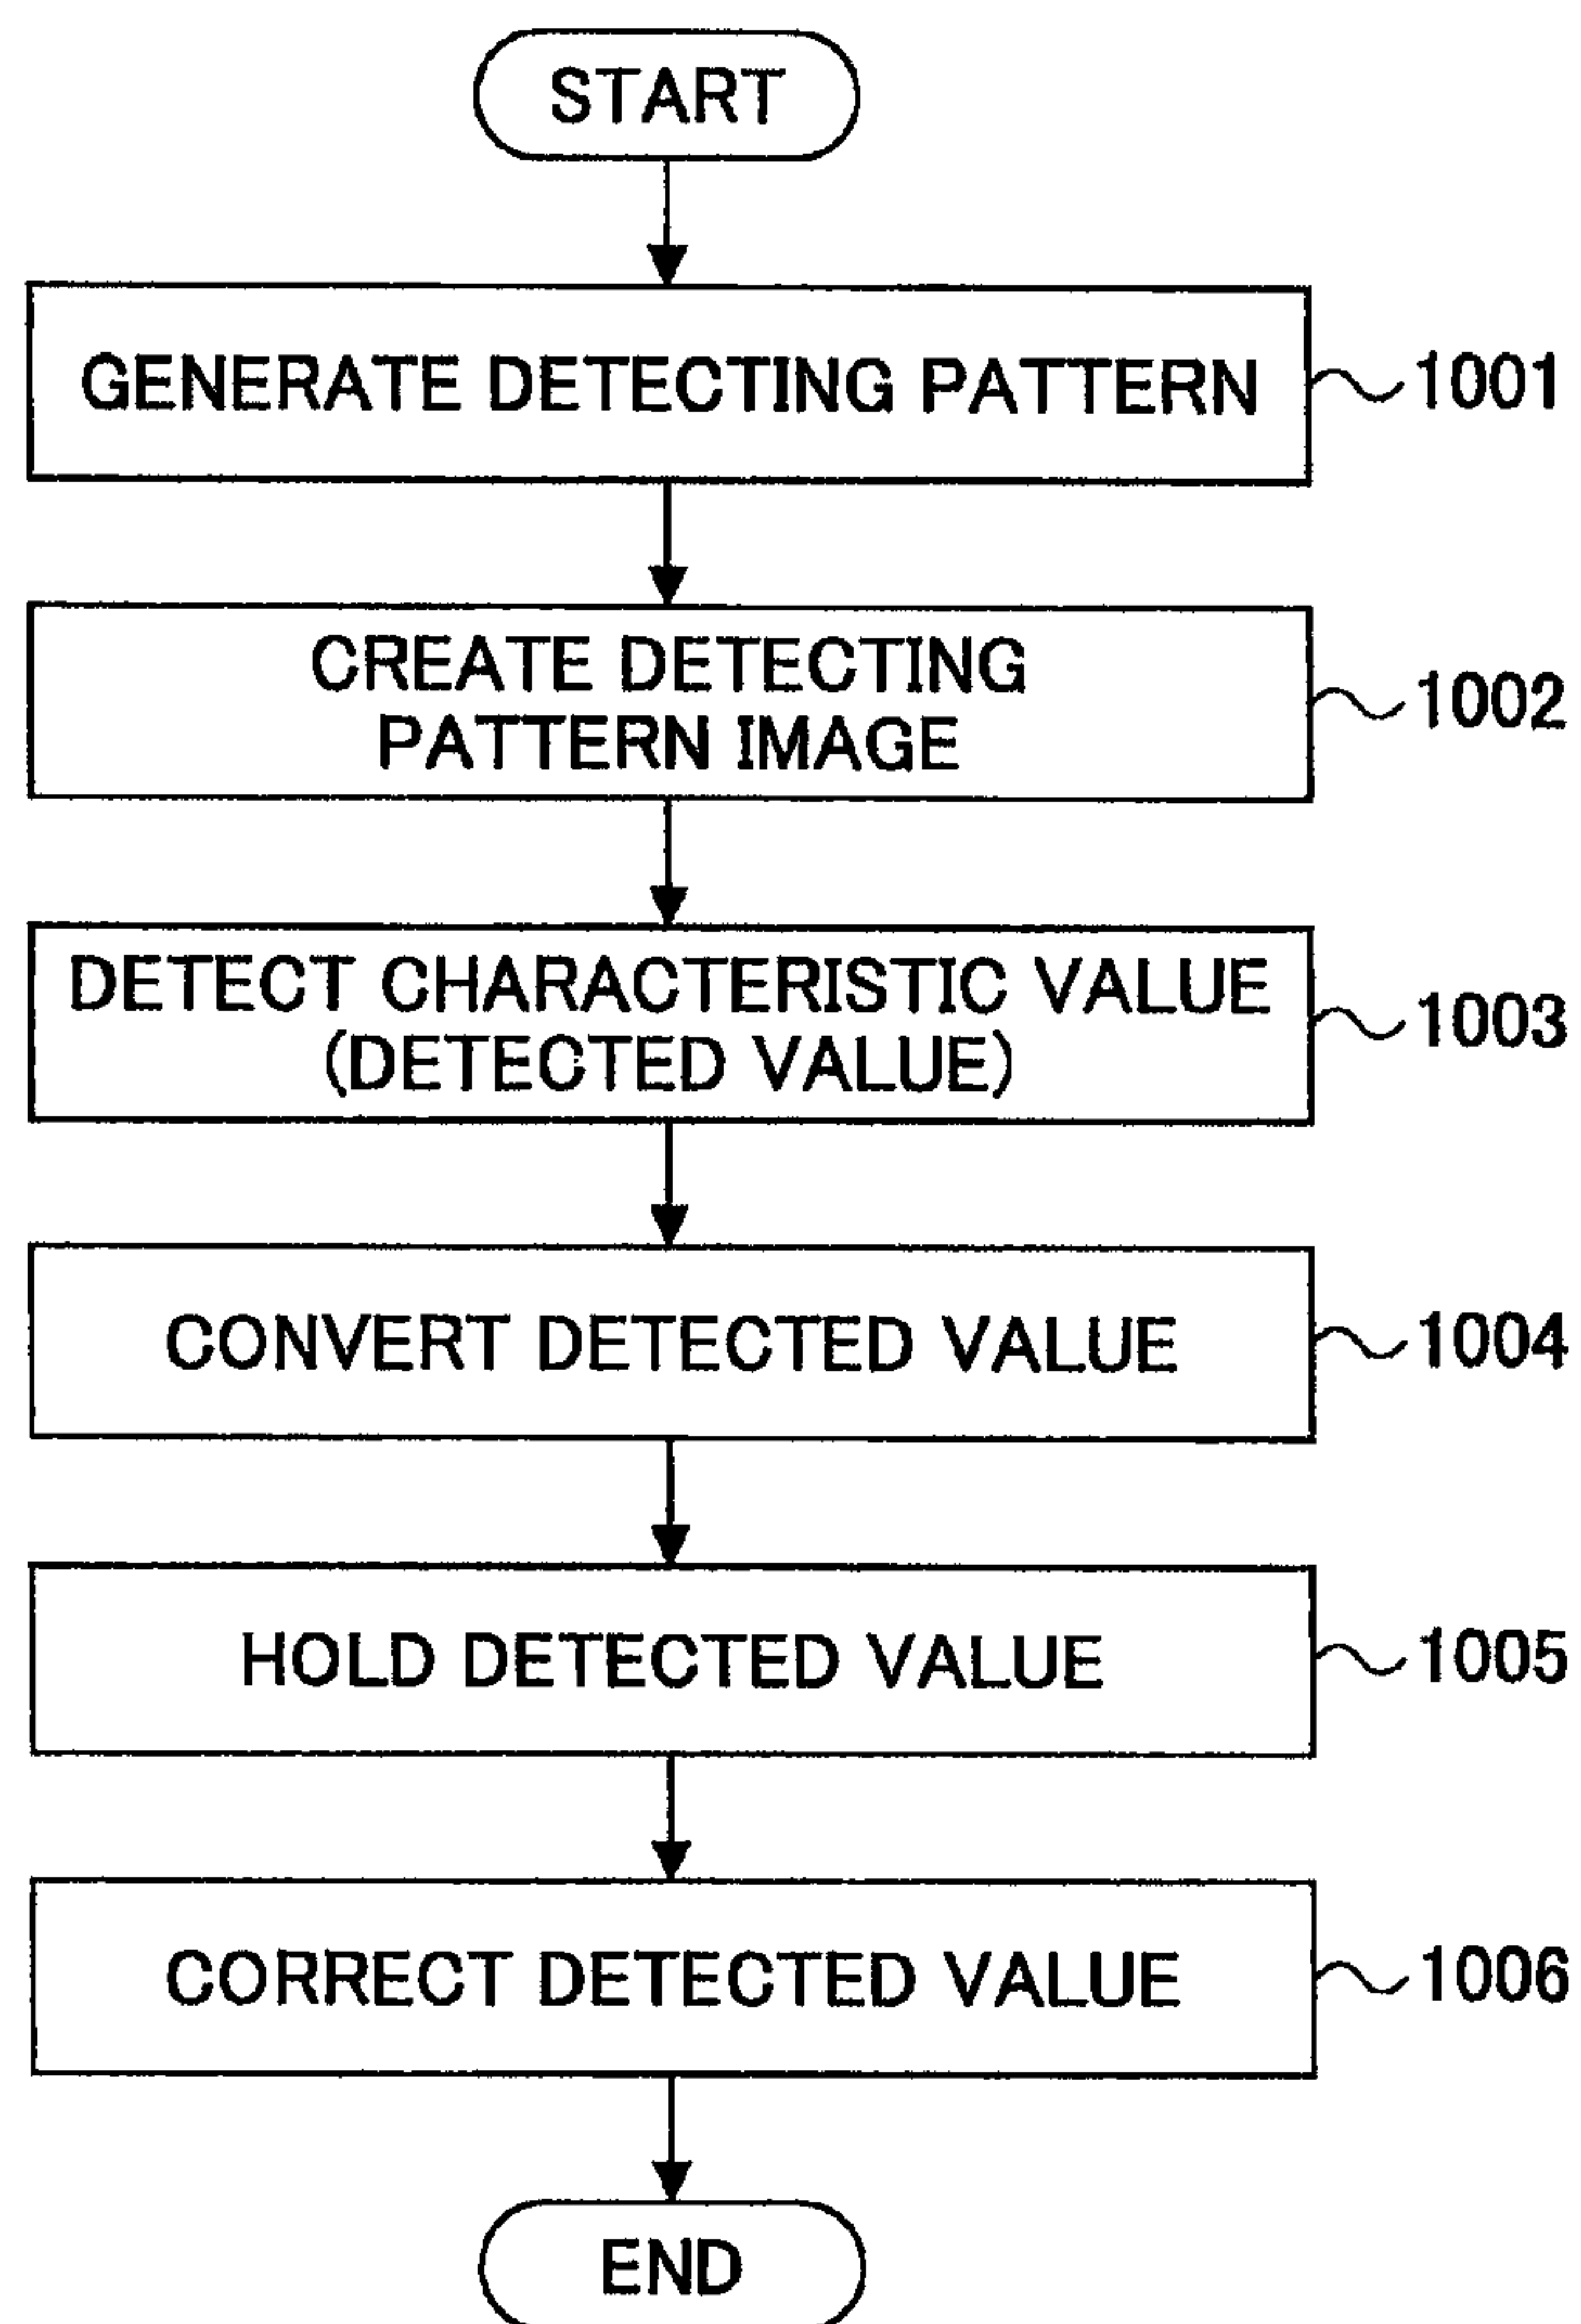 START
GENERATE DETECTING PATTERN
1001
CREATE DETECTING
PATTERN IMAGE
1002
DETECT CHARACTERISTIC VALUE
(DETECTED VALUE)
1003
CONVERT DETECTED VALUE
1004
HOLD DETECTED VALUE
1005
CORRECT DETECTED VALUE
1006
END